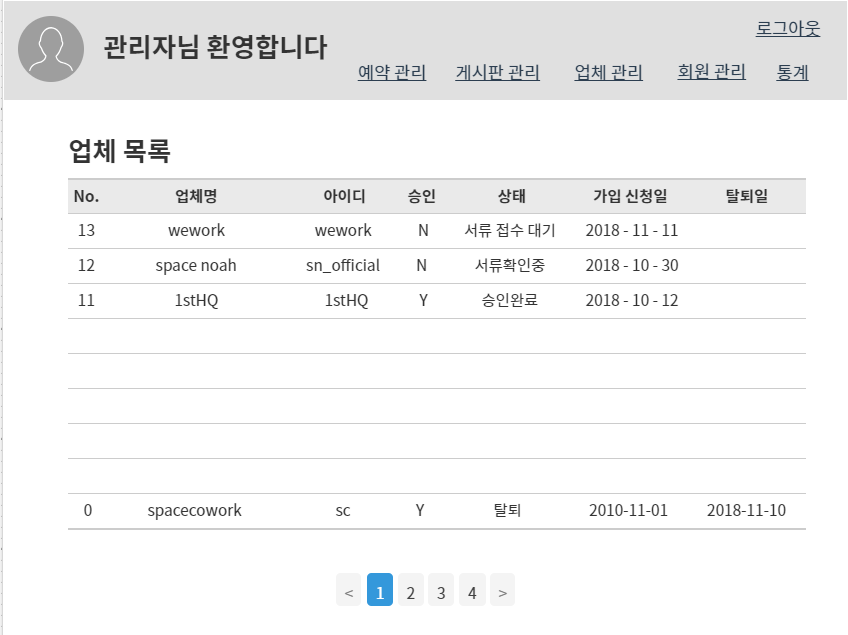 로그아웃
관리자님 환영합니다
예약 관리 게시판 관리 업체 관리 회원 관리 통계
업체 목록
No. 업체명 아이디 승인 상태 가입 신청일 탈퇴일
13 wework wework N 서류 접수 대기 2018 - 11 - 11
12 space noah sn_official N 서류확인중 2018 - 10 - 30
11 1stHQ 1stHQ Y 승인완료 2018 - 10 - 12
0 spacecowork sc Y 탈퇴 2010-11-01 2018-11-10
< 1 2 3 4 >